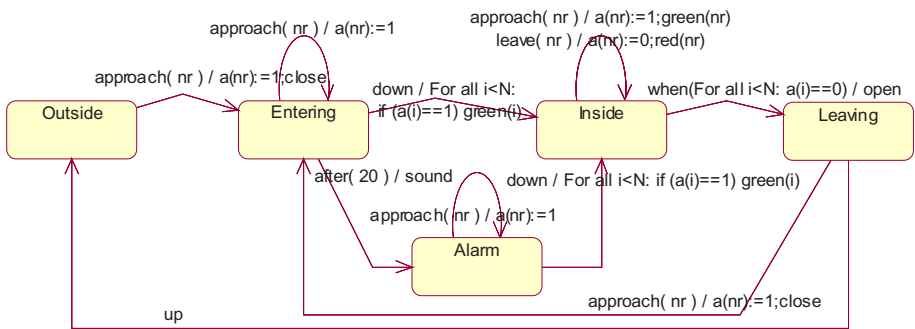 approach( nr ) / a(nr):=1;green(nr)
leave( nr ) / a(nr):=0;red(nr)
approach( nr ) / a(nr):=1
approach( nr ) / a(nr):=1;close
down / For all i<N:
if (a(i)==1) green(i)
when(For all i<N: a(i)==0) / open
Outside
Entering
Inside
Leaving
after( 20 ) / sound
down / For all i<N: if (a(i)==1) green(i)
approach( nr ) / a(nr):=1
Alarm
approach( nr ) / a(nr):=1;close
up